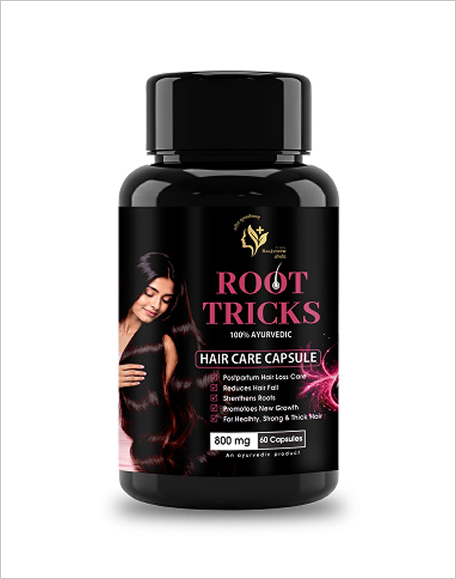 ROOT
TRICKS
100% AYURVEDIC
HAIR CARE CAPSULE
Postpartum Hair Loss Care
Reduces Hair Fall
Strenthens Roots
Promotoes New Growth
For Healthy, Strong & Thick Hair
800 mg 60 Capsules
An ayurvedic product